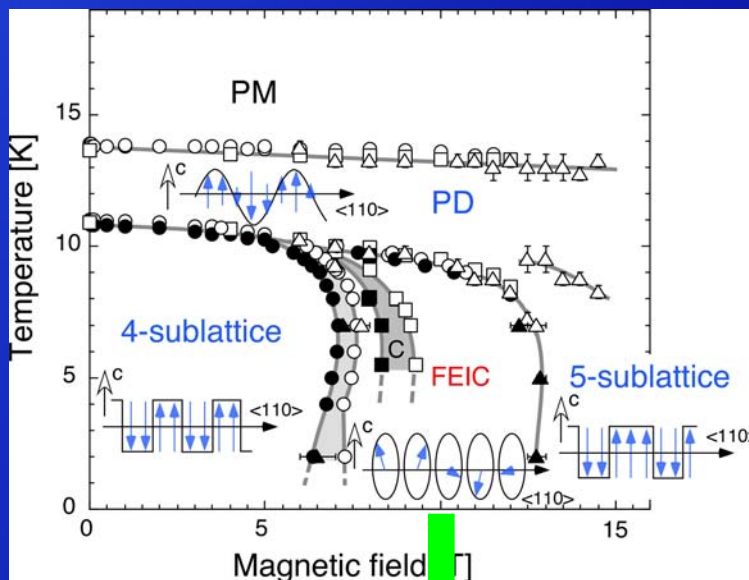 PM
15
Temperature [K]
c
<110>
PD
10
4-sublattice
C
5
FEIC
5-sublattice
c
<110>
c
<110>
c
<110>
0
0
5
15
Magnetic field T]